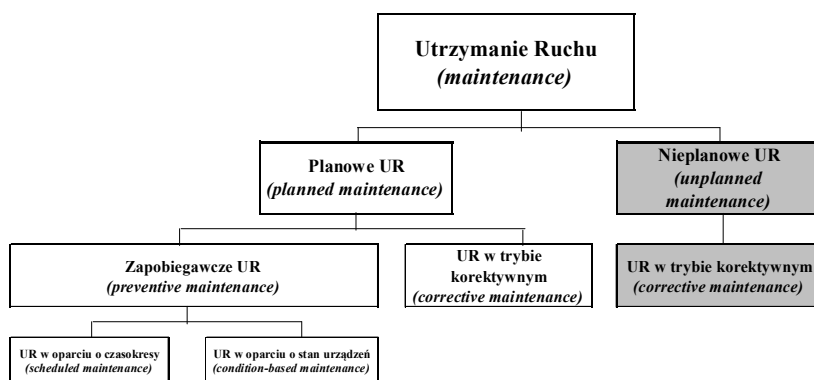 Utrzymanie Ruchu
(maintenance)
Planowe UR
(planned maintenance)
Nieplanowe UR
(unplanned
maintenance)
Zapobiegawcze UR
(preventive maintenance)
UR w trybie
korektywnym
(corrective maintenance)
UR w trybie korektywnym
(corrective maintenance)
UR w oparciu o czasokresy
(scheduled maintenance)
UR w oparciu o stan urządzeń
(condition-based maintenance)